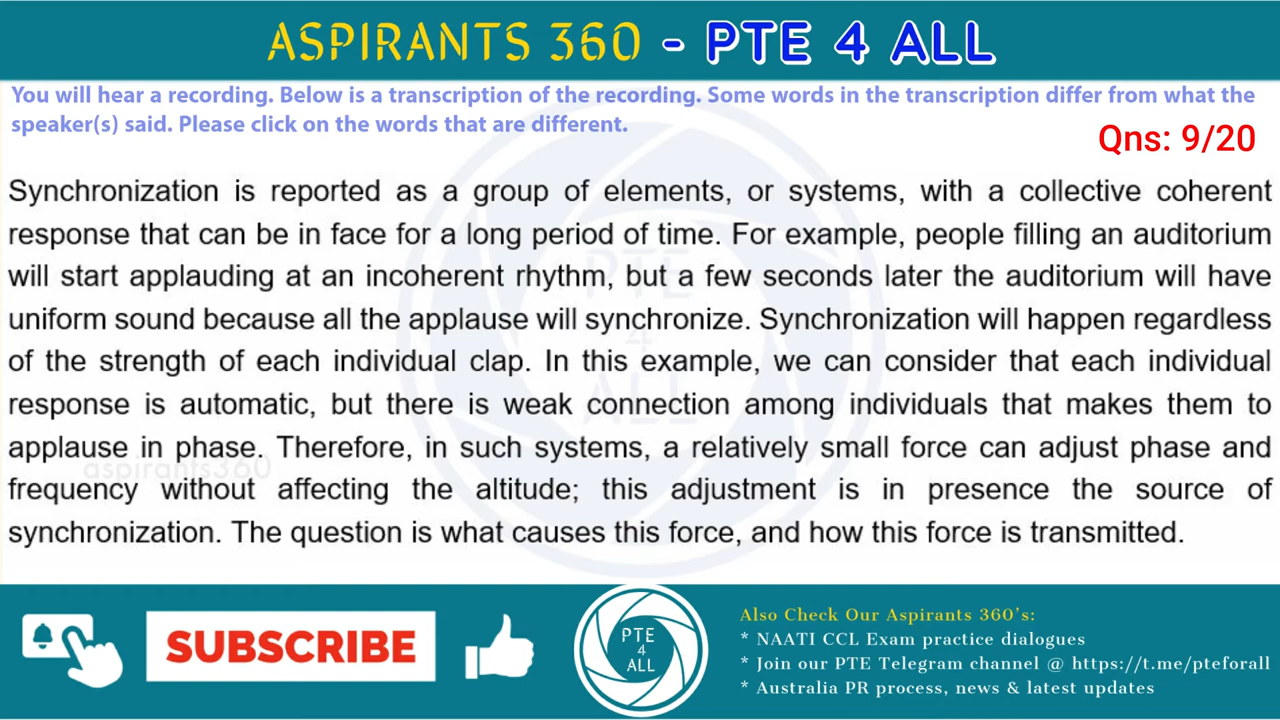 ASPIRANTS 360 - PTE 4 ALL
You will hear a recording. Below is a transcription of the recording. Some words in the transcription differ from what the
speaker(s) said. Please click on the words that are different.
Qns: 9/20
Synchronization is reported as a group of elements, or systems, with a collective coherent
response that can be in face for a long period of time. For example, people filling an auditorium
will start applauding at an incoherent rhythm, but a few seconds later the auditorium will have
uniform sound because all the applause will synchronize. Synchronization will happen regardless
of the strength of each individual clap. In this example, we can consider that each individual
response is automatic, but there is weak connection among individuals that makes them to
applause in phase. Therefore, in such systems, a relatively small force can adjust phase and
frequency without affecting the altitude; this adjustment is in presence the source of
synchronization. The question is what causes this force, and how this force is transmitted.
PTE
4
ALL
aspirants360
SUBSCRIBE
PTE
4
ALL
Also Check Our Aspirants 360's:
* NAATI CCL Exam practice dialogues
* Join our PTE Telegram channel @ https://t.me/pteforall
* Australia PR process, news & latest updates